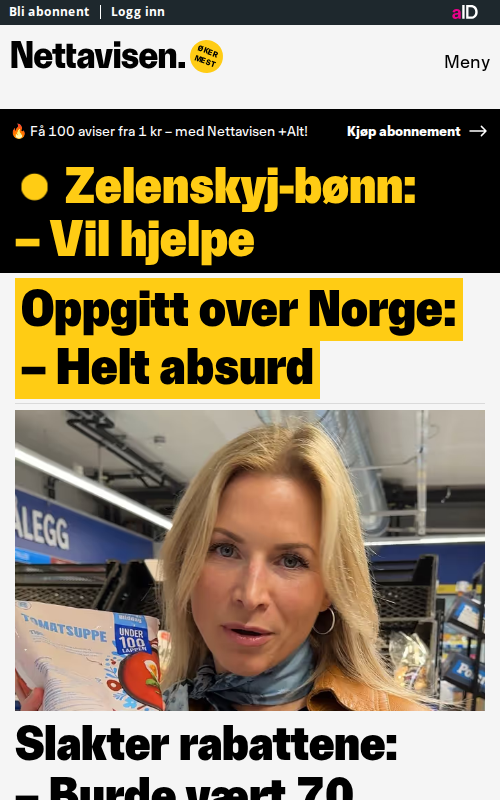 Bli abonnent | Logg inn
aID
Nettavisen.
ØKER
MEST
Meny
🔥 Få 100 aviser fra 1 kr – med Nettavisen +Alt!
Kjøp abonnement →
Zelenskyj-bønn:
– Vil hjelpe
Oppgitt over Norge:
– Helt absurd
ALEGG
TOMATSUPPE
UNDER
100
LAPPEN
Slakter rabattene:
– Burde vært 70